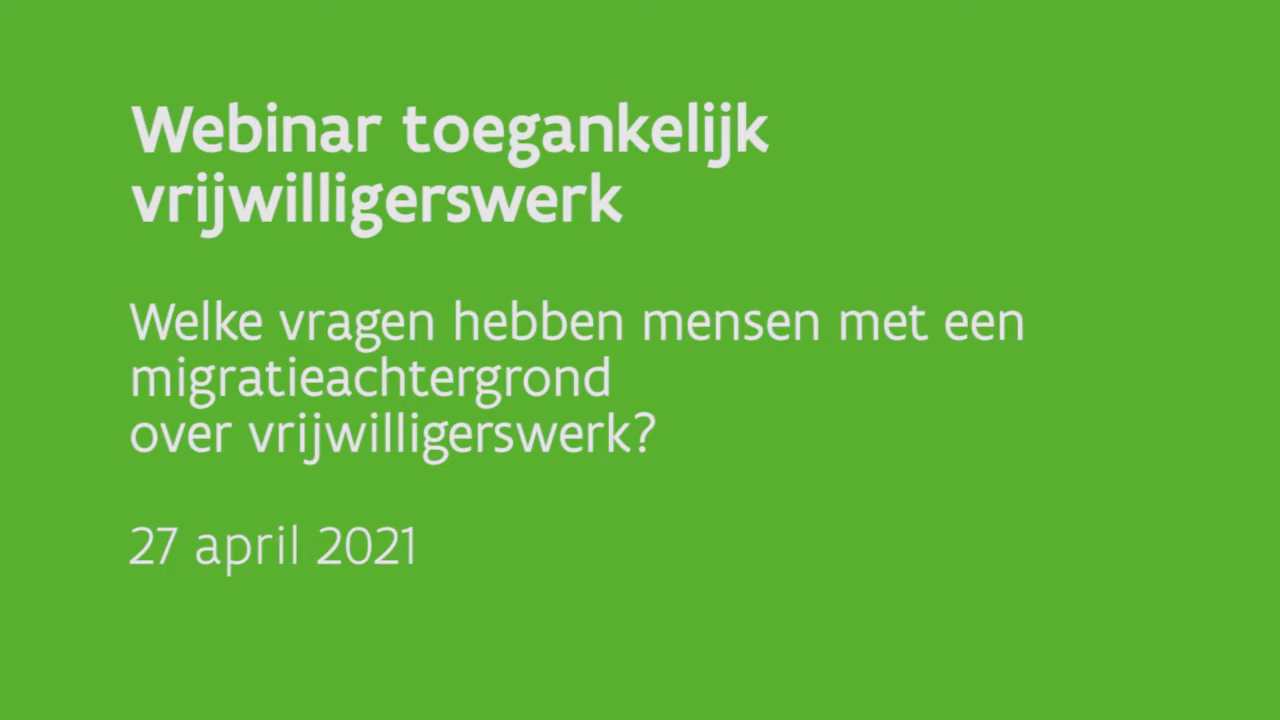 Webinar toegankelijk
vrijwilligerswerk
Welke vragen hebben mensen met een
migratieachtergrond
over vrijwilligerswerk?
27 april 2021